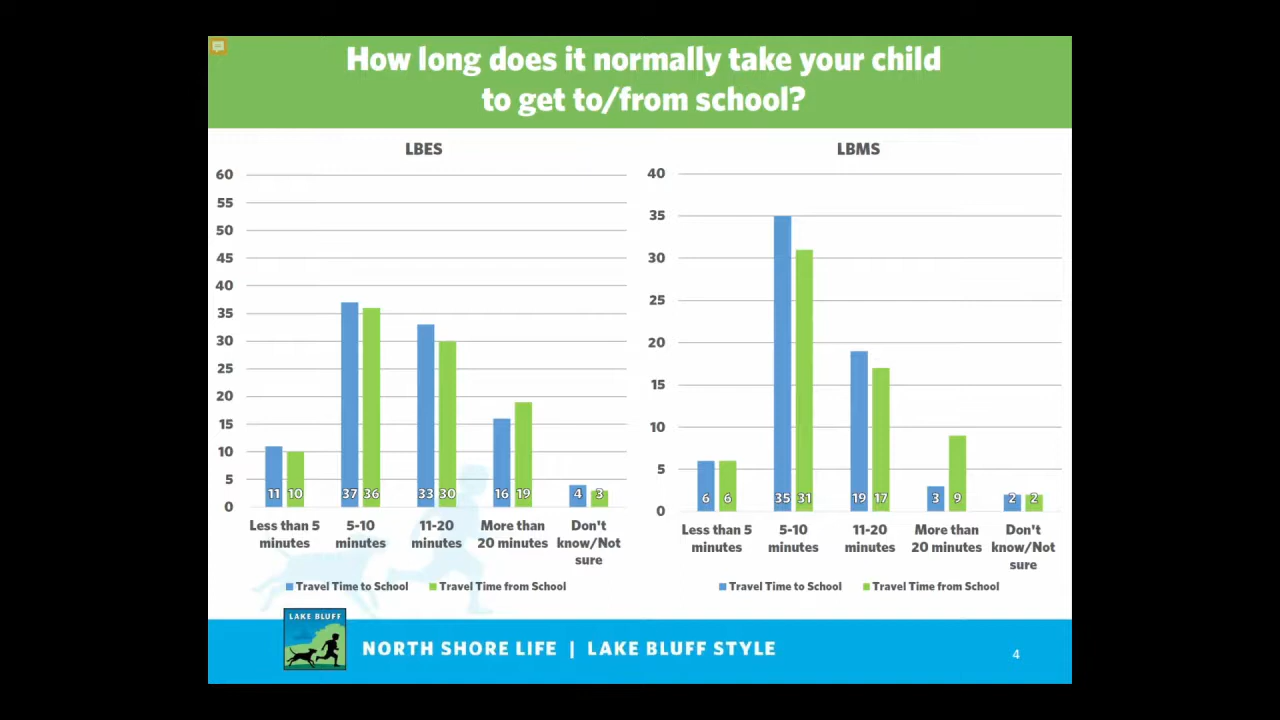 How long does it normally take your child
to get to/from school?
LBES
60
55
50
45
40
35
30
25
20
15
10
5
0
11 10 37 36 33 30 16 19 4 3
Less than 5 5-10 11-20 More than Don't
minutes minutes minutes 20 minutes know/Not
sure
Travel Time to School Travel Time from School
LBMS
40
35
30
25
20
15
10
5
0
6 6 35 31 19 17 3 9 2 2
Less than 5 5-10 11-20 More than Don't
minutes minutes minutes 20 minutes know/Not
sure
Travel Time to School Travel Time from School
LAKE BLUFF
NORTH SHORE LIFE | LAKE BLUFF STYLE
4